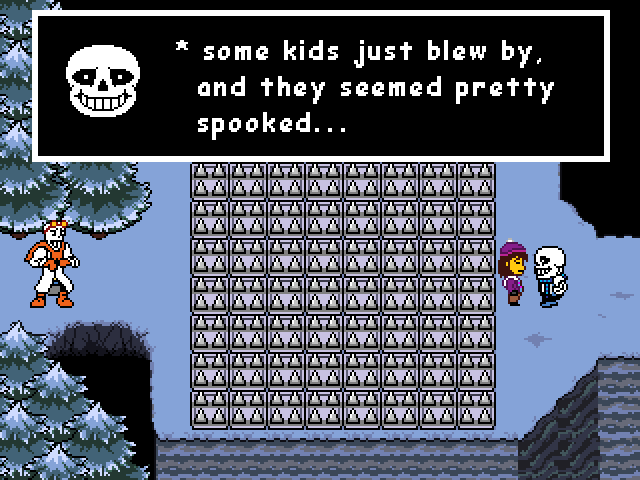 * some kids just blew by,
and they seemed pretty
spooked...